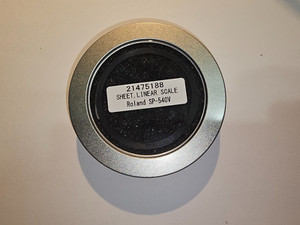 21475188
SHEET,LINEAR SCALE
Roland SP-540V